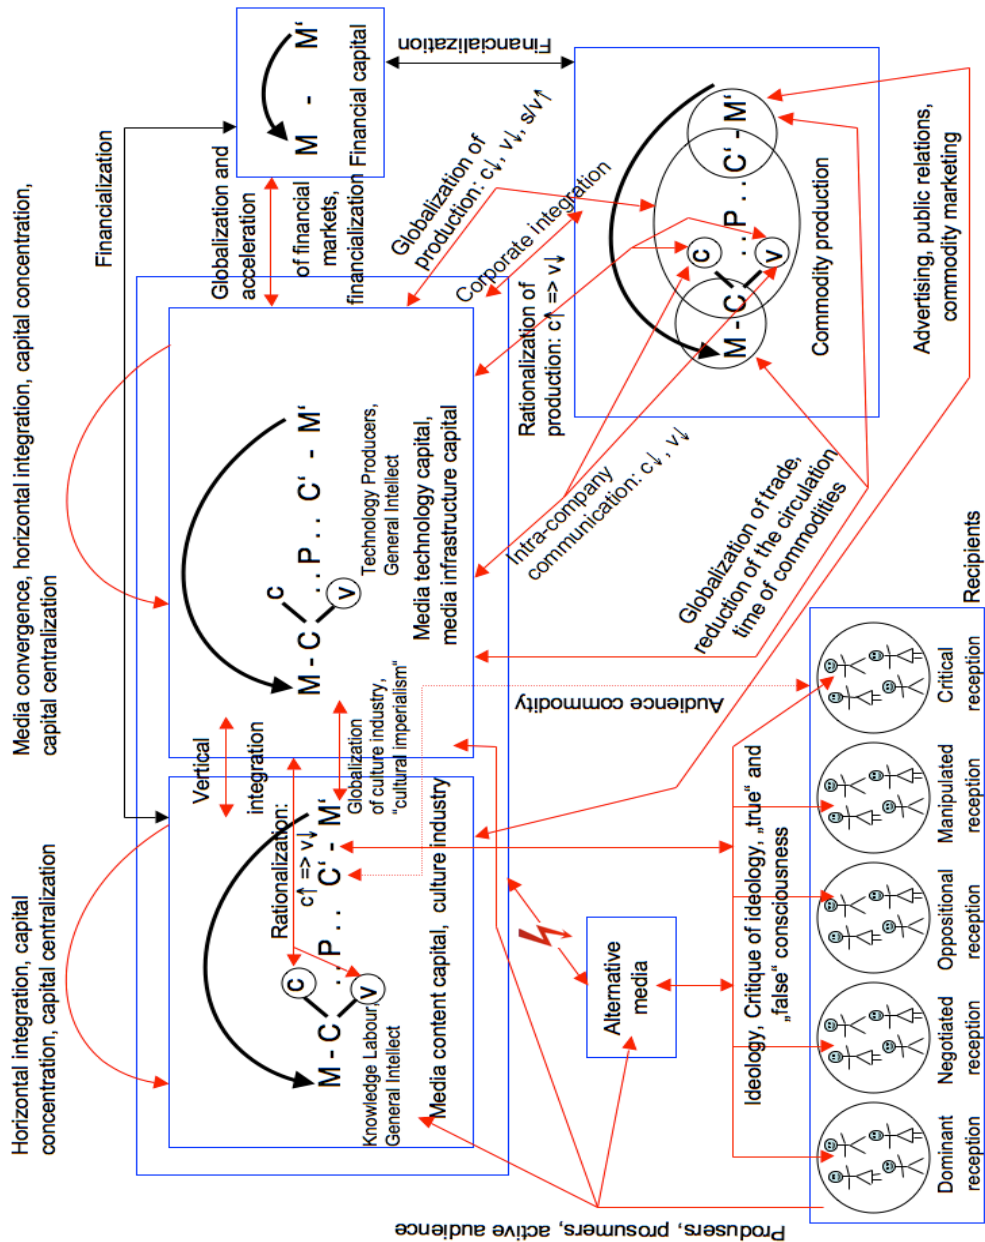 Horizontal integration, capital
concentration, capital centralization
Media convergence, horizontal integration, capital concentration,
capital centralization
Financialization
Vertical
integration
Globalization and
acceleration
of financial
markets,
financialization
M - M‘
Financial capital
Financialization
Rationalization:
c↑ => v↓
M - C
c
v
. . P . . C‘ - M‘
Knowledge Labour,
General Intellect
Media content capital, culture industry
Globalization
of culture industry,
“cultural imperialism“
M - C
c
v
. . P . . C‘ - M‘
Technology Producers,
General Intellect
Media technology capital,
media infrastructure capital
Globalization of
production: c↓, v↓, s/v↑
Corporate integration
Rationalization of
production: c↑ => v↓
Intra-company
communication: c↓, v↓
M - C
c
v
. . P . . C‘ - M‘
Commodity production
Globalization of trade,
reduction of the circulation
time of commodities
Advertising, public relations,
commodity marketing
Audience commodity
Alternative
media
Ideology, Critique of ideology, „true“ and
„false“ consciousness
Produsers, prosumers, active audience
Dominant
reception
Negotiated
reception
Oppositional
reception
Manipulated
reception
Critical
reception
Recipients